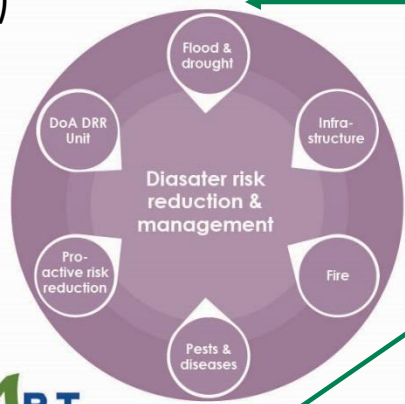 )
Flood &
drought
DoA DRR
Unit
Infra-
structure
Diasater risk
reduction &
management
Pro-
active risk
reduction
Fire
Pests &
diseases